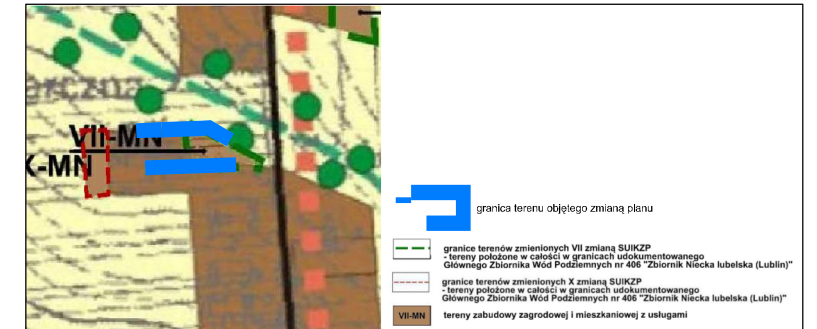 arczna
VII-MN
X-MN
granica terenu objętego zmianą planu
granice terenów zmienionych VII zmianą SUIKZP
- tereny położone w całości w granicach udokumentowanego
Głównego Zbiornika Wód Podziemnych nr 406 "Zbiornik Niecka lubelska (Lublin)"
granice terenów zmienionych X zmianą SUIKZP
- tereny położone w całości w granicach udokumentowanego
Głównego Zbiornika Wód Podziemnych nr 406 "Zbiornik Niecka lubelska (Lublin)"
VII-MN tereny zabudowy zagrodowej i mieszkaniowej z usługami